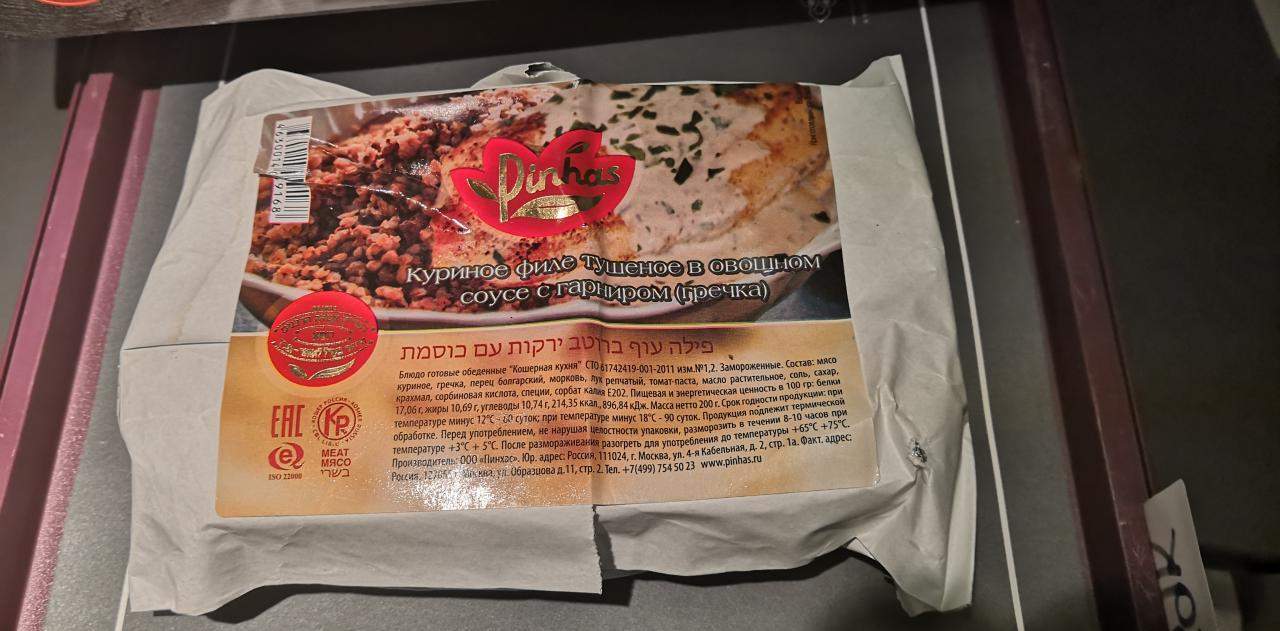 Pinhas
Куриное филе тушеное в овощном
соусе с гарниром (гречка)
פילה עוף ברוטב ירקות עם כוסמת
Блюдо готовые обеденные "Кошерная кухня" СТО 61742419-001-2011 изм.№1,2. Замороженные. Состав: мясо
куриное, гречка, перец болгарский, морковь, лук репчатый, томат-паста, масло растительное, соль, сахар,
крахмал, сорбиновая кислота, специи, сорбат калия Е202. Пищевая и энергетическая ценность в 100 гр: белки
17,06 г, жиры 10,69 г, углеводы 10,74 г, 214,35 ккал., 896,84 кДж. Масса нетто 200 г. Срок годности продукции: при
температуре минус 12°С - 60 суток; при температуре минус 18°С - 90 суток. Продукция подлежит термической
обработке. Перед употреблением, не нарушая целостности упаковки, разморозить в течении 8-10 часов при
температуре +3°С + 5°С. После размораживания разогреть для употребления до температуры +65°С +75°С.
Производитель: ООО «Пинхас». Юр. адрес: Россия, 111024, г. Москва, ул. 4-я Кабельная, д. 2, стр. 1а. Факт. адрес:
Россия, г. Москва, ул. Образцова д.11, стр. 2. Тел. +7(499) 754 50 23 www.pinhas.ru
EAC
KP
MEAT
МЯСО
בשרי
e
ISO 22000